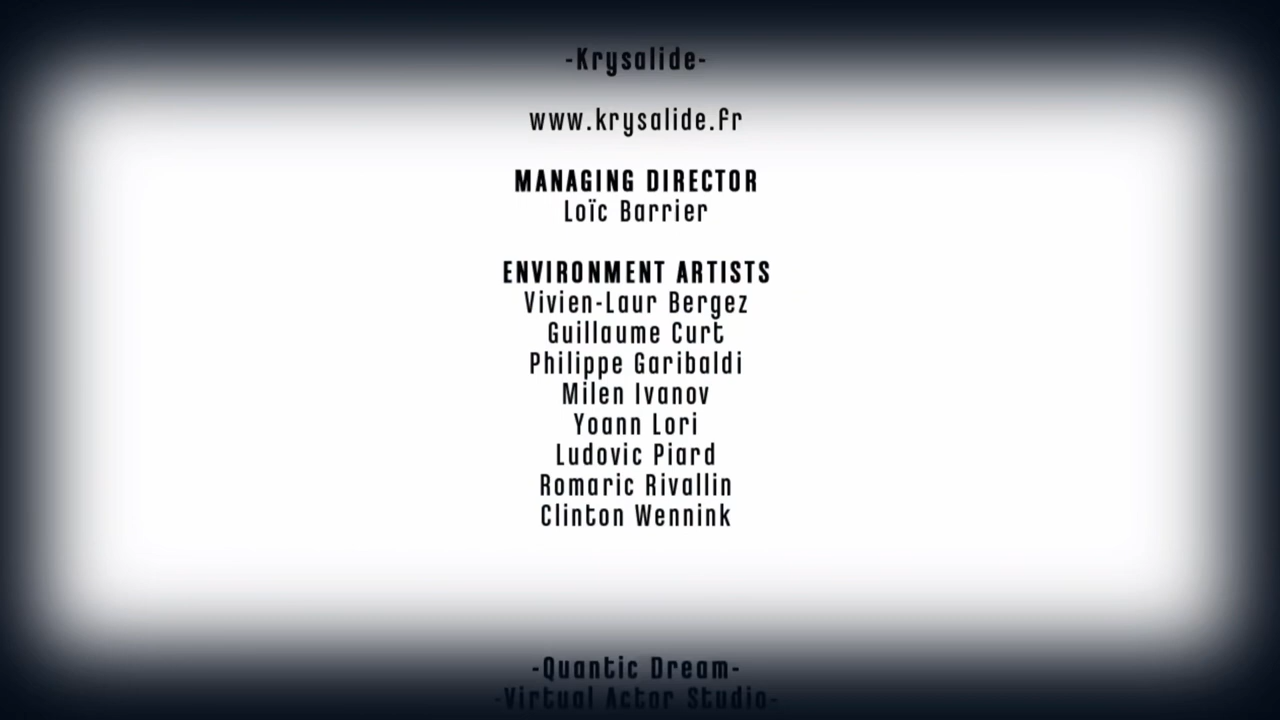 -Krysalide-
www.krysalide.fr
MANAGING DIRECTOR
Loïc Barrier
ENVIRONMENT ARTISTS
Vivien-Laur Bergez
Guillaume Curt
Philippe Garibaldi
Milen Ivanov
Yoann Lori
Ludovic Piard
Romaric Rivallin
Clinton Wennink
-Quantic Dream-
-Virtual Actor Studio-